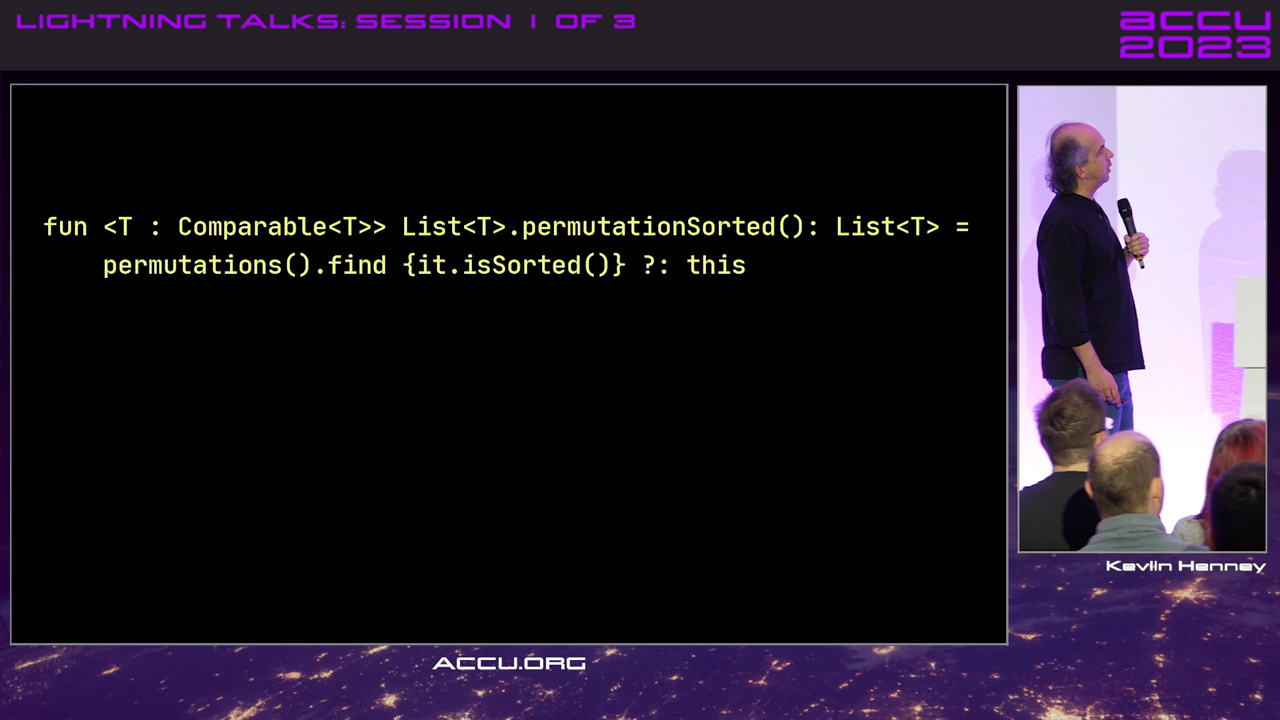 LIGHTNING TALKS: SESSION 1 OF 3
accu
2023
fun <T : Comparable<T>> List<T>.permutationSorted(): List<T> =
    permutations().find {it.isSorted()} ?: this
Kevlin Henney
ACCU.ORG